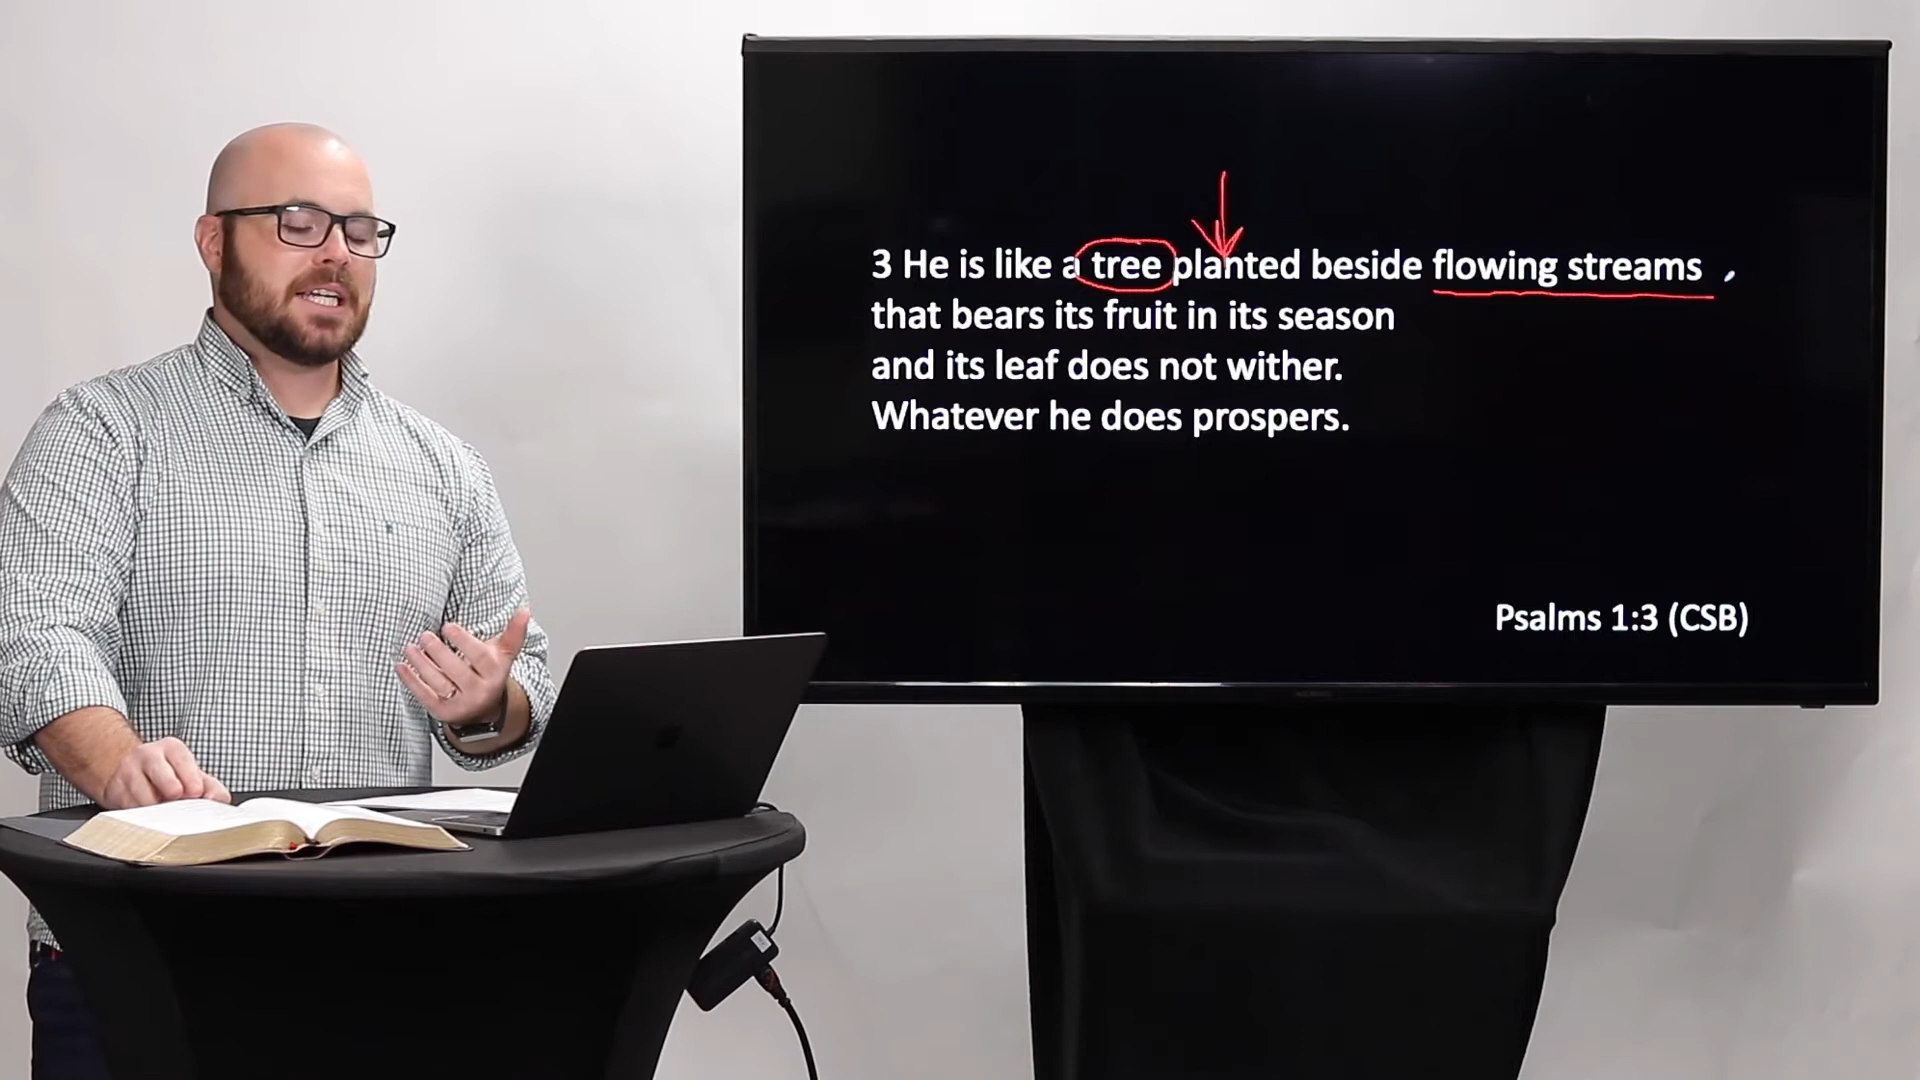 3 He is like a tree planted beside flowing streams ,
that bears its fruit in its season
and its leaf does not wither.
Whatever he does prospers.
Psalms 1:3 (CSB)